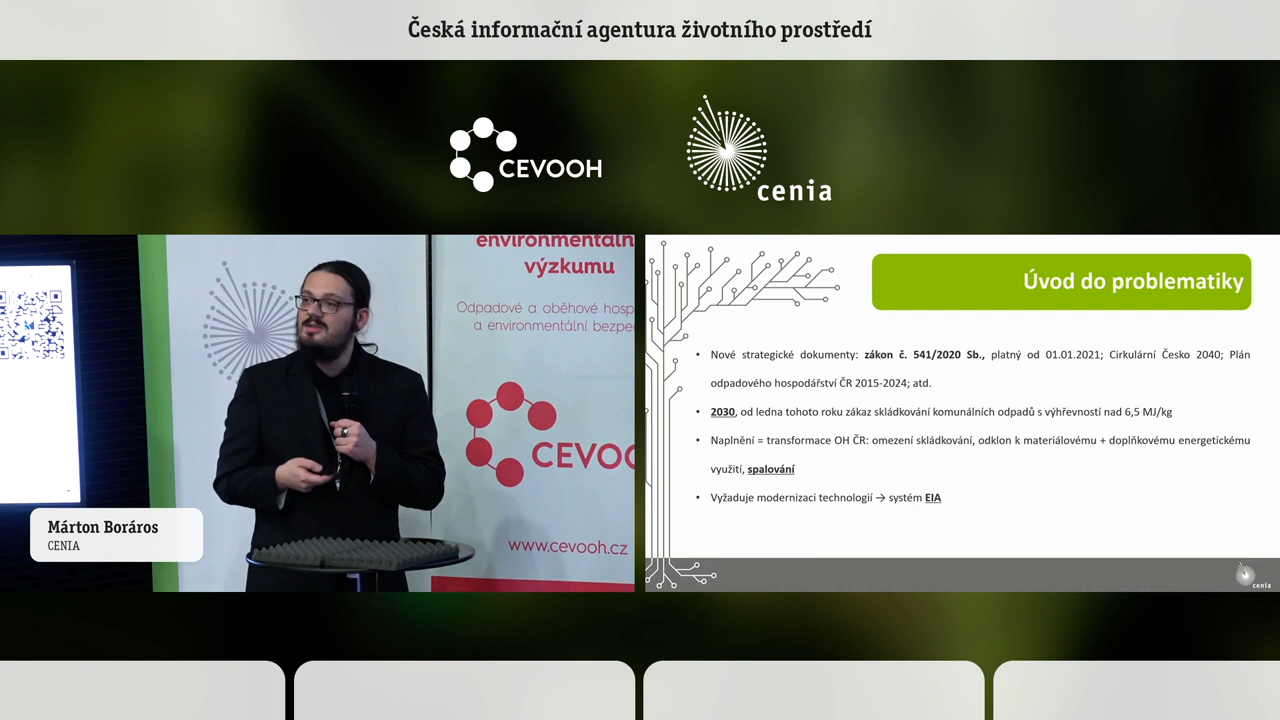 Česká informační agentura životního prostředí
CEVOOH
cenia
environmentáln
výzkumu
Odpadové a oběhové hosp
a environmentální bezpe
CEVO
www.cevooh.cz
Márton Boráros
CENIA
Úvod do problematiky
• Nové strategické dokumenty: zákon č. 541/2020 Sb., platný od 01.01.2021; Cirkulární Česko 2040; Plán
odpadového hospodářství ČR 2015-2024; atd.
• 2030, od ledna tohoto roku zákaz skládkování komunálních odpadů s výhřevností nad 6,5 MJ/kg
• Naplnění = transformace OH ČR: omezení skládkování, odklon k materiálovému + doplňkovému energetickému
využití, spalování
• Vyžaduje modernizaci technologií → systém EIA
cenia